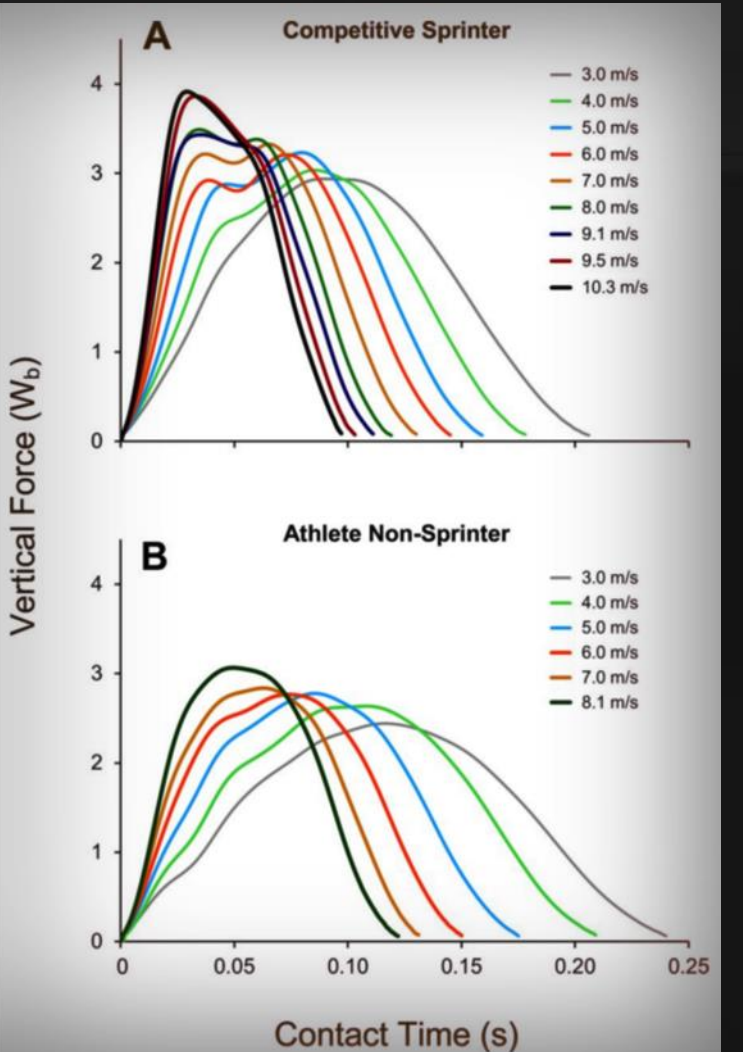 A
Competitive Sprinter
4
3
2
1
0
3.0 m/s
4.0 m/s
5.0 m/s
6.0 m/s
7.0 m/s
8.0 m/s
9.1 m/s
9.5 m/s
10.3 m/s
Vertical Force (Wb)
B
Athlete Non-Sprinter
4
3
2
1
0
3.0 m/s
4.0 m/s
5.0 m/s
6.0 m/s
7.0 m/s
8.1 m/s
0 0.05 0.10 0.15 0.20 0.25
Contact Time (s)